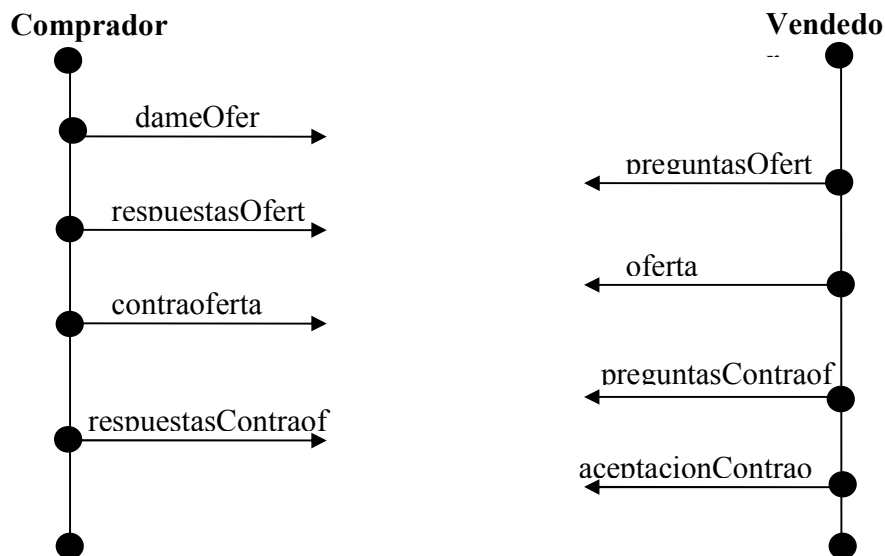 Comprador
Vendedo
dameOfer
preguntasOfert
respuestasOfert
oferta
contraoferta
preguntasContraof
respuestasContraof
aceptacionContrao